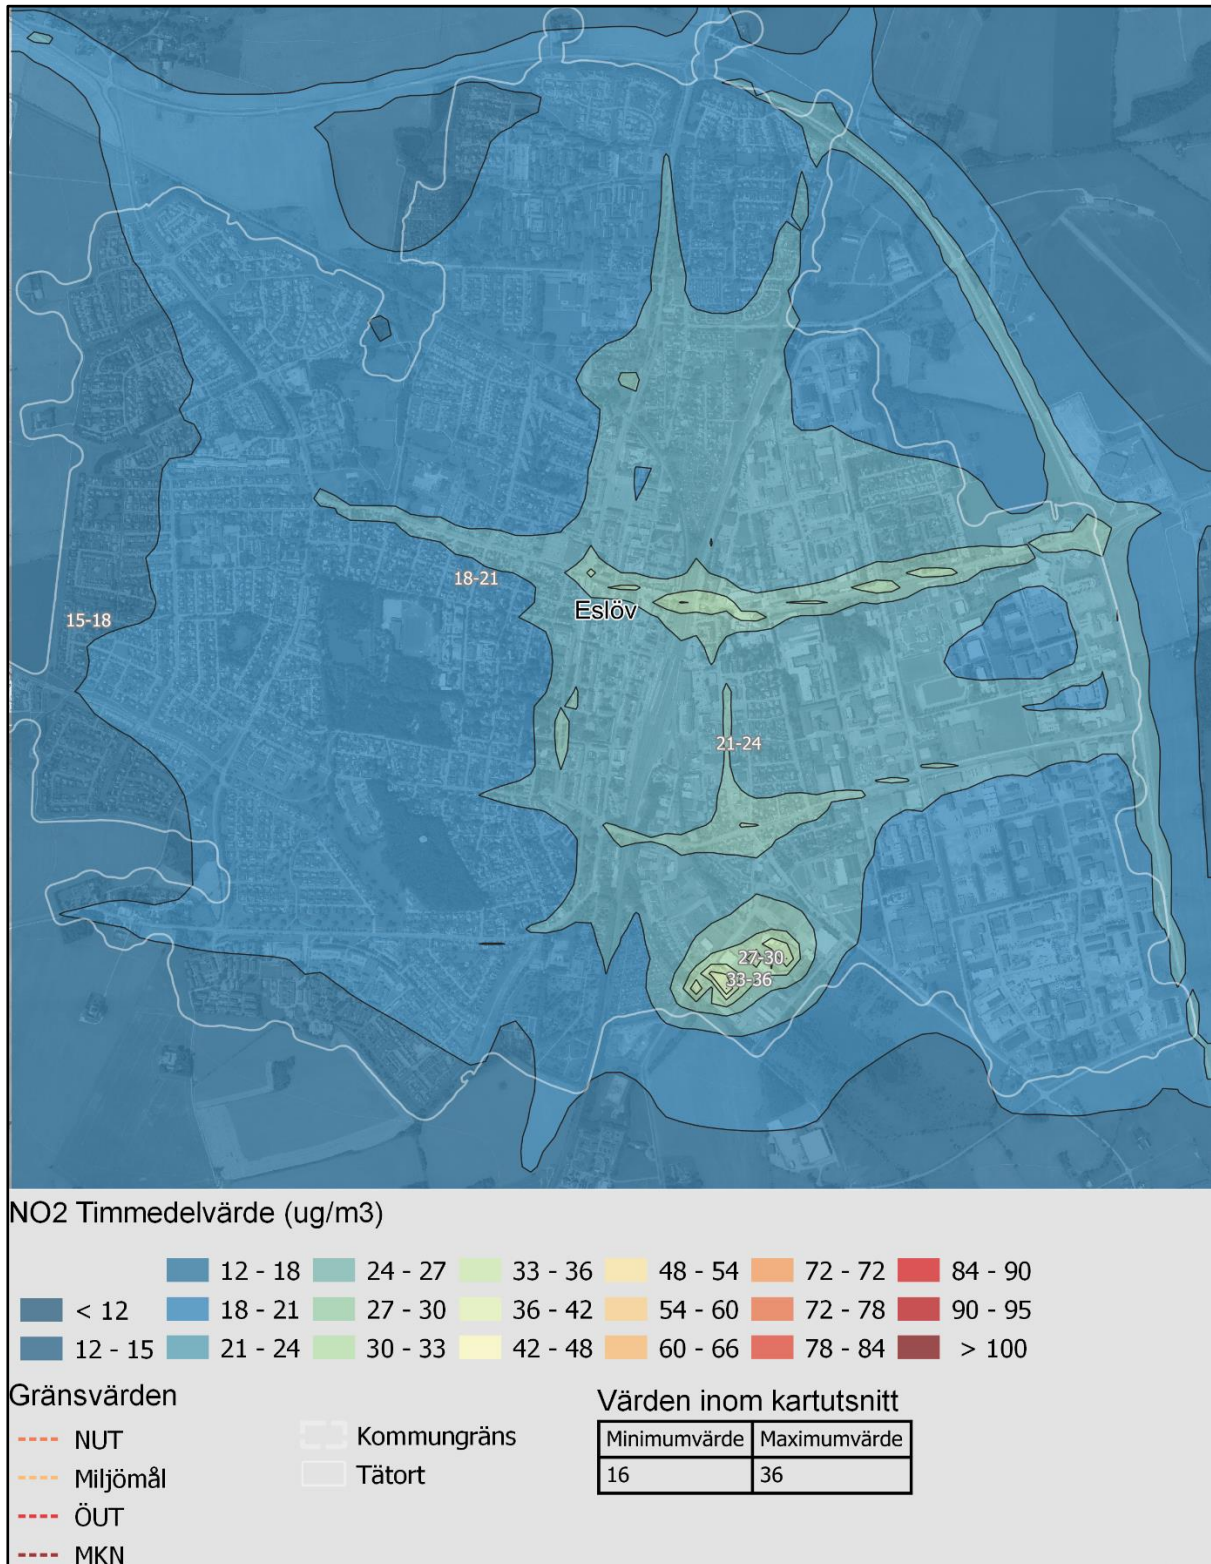 18-21
Eslöv
15-18
21-24
27-30
33-36
NO2 Timmedelvärde (ug/m3)
12 - 18 24 - 27 33 - 36 48 - 54 72 - 72 84 - 90
< 12 18 - 21 27 - 30 36 - 42 54 - 60 72 - 78 90 - 95
12 - 15 21 - 24 30 - 33 42 - 48 60 - 66 78 - 84 > 100
Gränsvärden
NUT
Miljömål
ÖUT
MKN
Kommungräns
Tätort
Värden inom kartutsnitt
Minimumvärde Maximumvärde
16 36